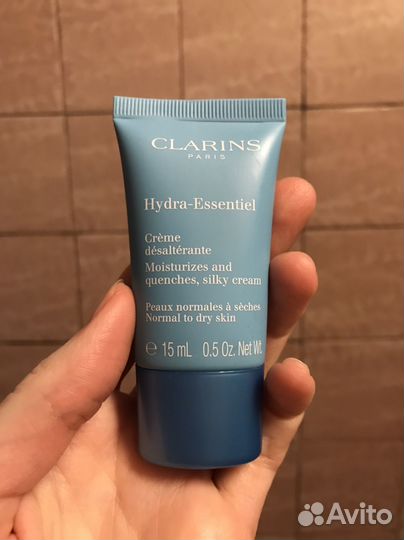 CLARINS
PARIS
Hydra-Essentiel
Crème
désaltérante
Moisturizes and
quenches, silky cream
Peaux normales à sèches
Normal to dry skin
℮ 15 mL 0.5 Oz. Net Wt.
Avito